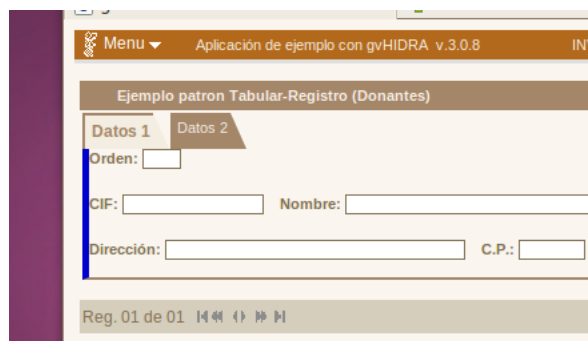 Menu Aplicación de ejemplo con gvHIDRA v.3.0.8
Ejemplo patron Tabular-Registro (Donantes)
Datos 1 Datos 2
Orden:
CIF: Nombre:
Dirección: C.P.:
Reg. 01 de 01